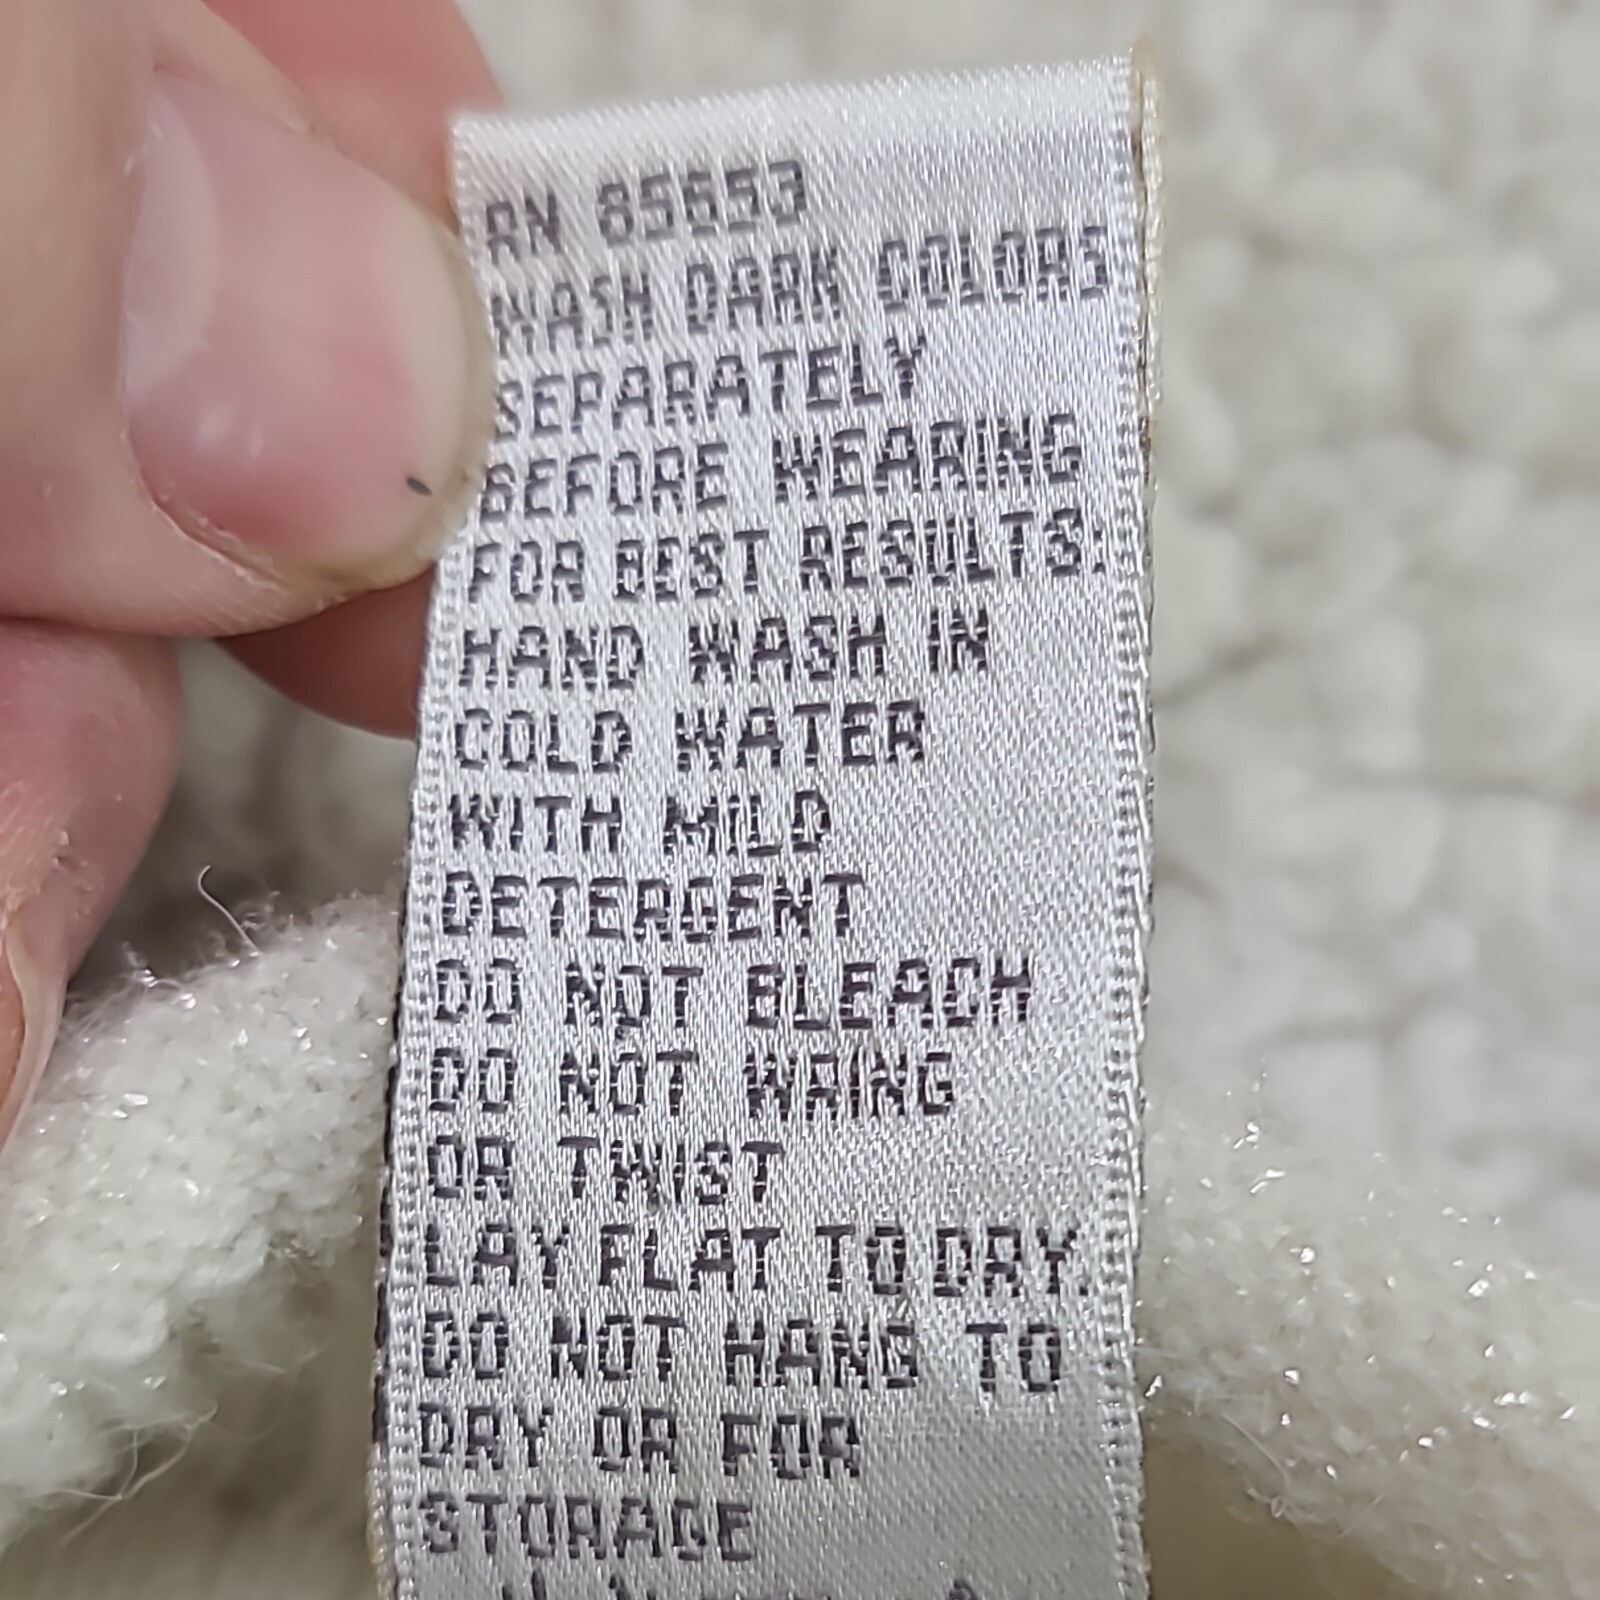 RN 85653
WASH DARK COLORS
SEPARATELY
BEFORE WEARING
FOR BEST RESULTS:
HAND WASH IN
COLD WATER
WITH MILD
DETERGENT
DO NOT BLEACH
DO NOT WRING
OR TWIST
LAY FLAT TO DRY.
DO NOT HANG TO
DRY OR FOR
STORAGE